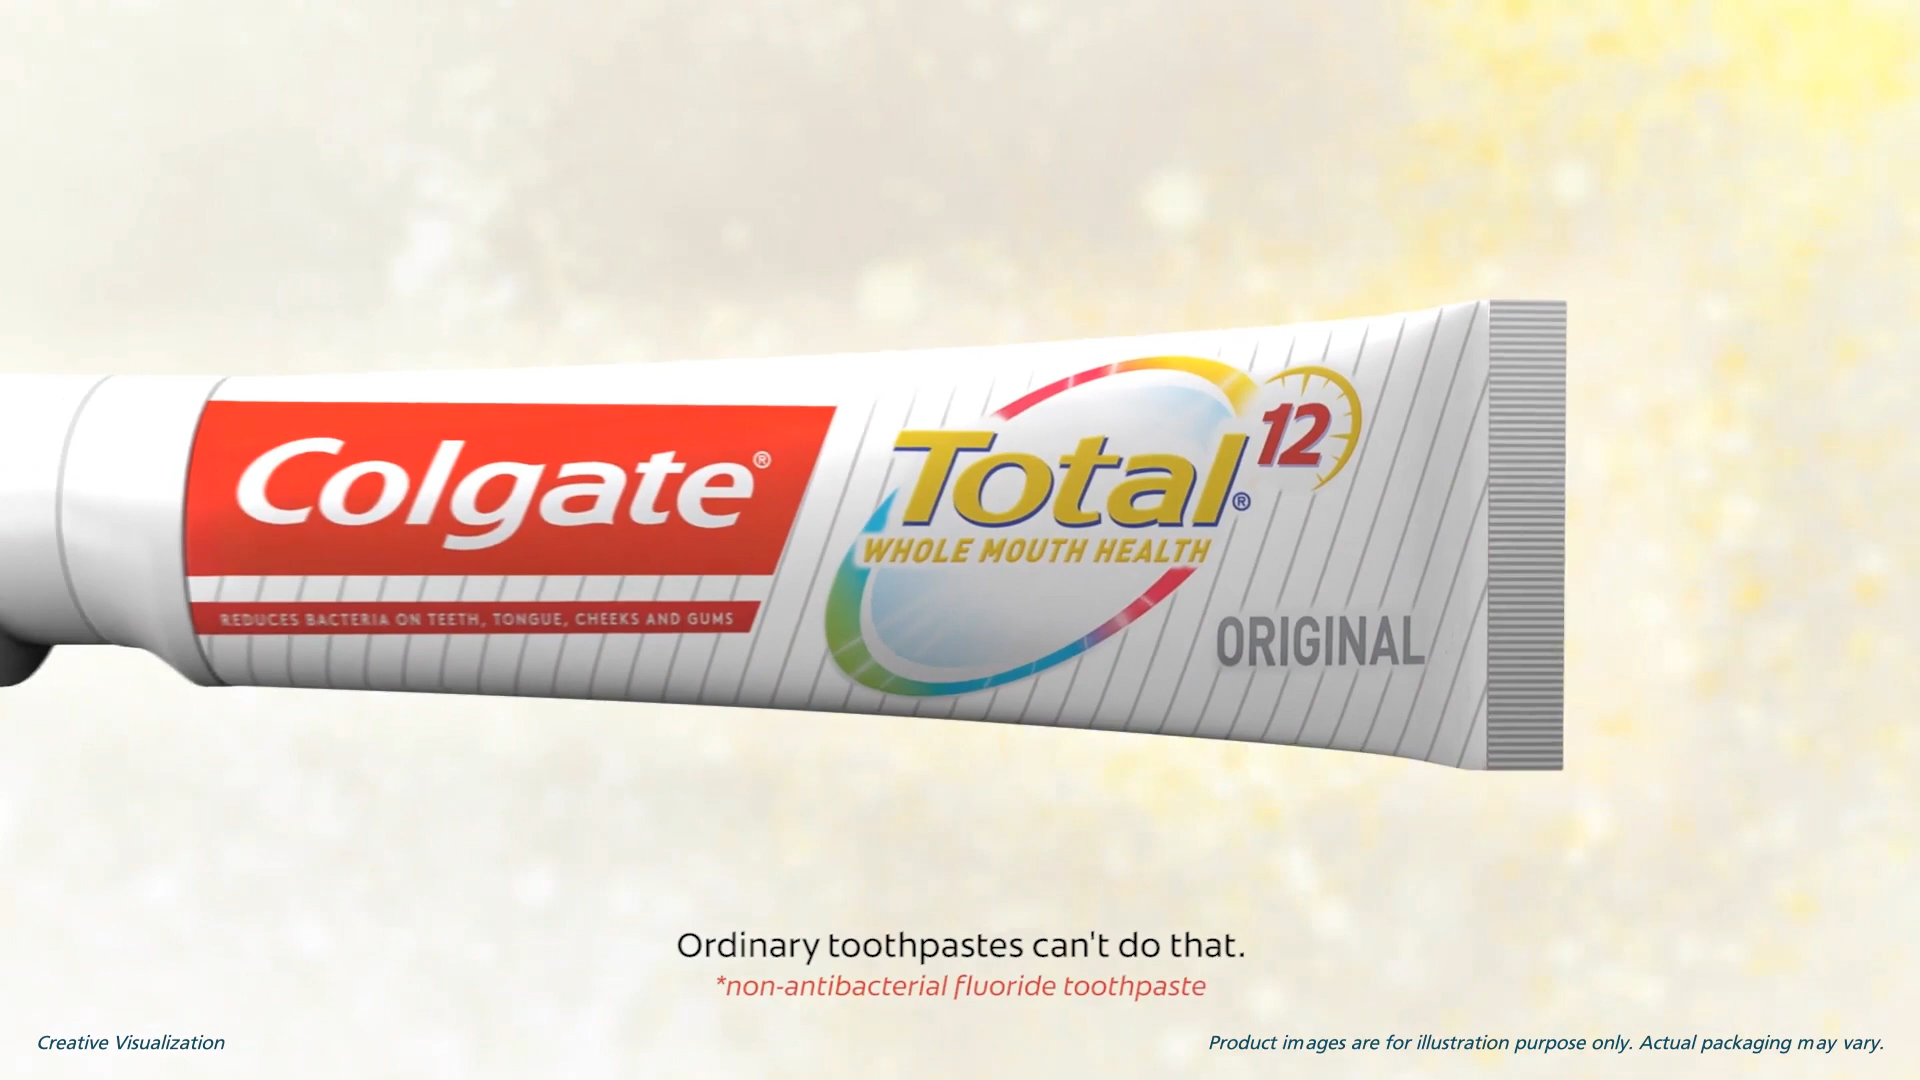 Colgate®
REDUCES BACTERIA ON TEETH, TONGUE, CHEEKS AND GUMS
Total® 12
WHOLE MOUTH HEALTH
ORIGINAL
Ordinary toothpastes can't do that.
*non-antibacterial fluoride toothpaste
Creative Visualization
Product images are for illustration purpose only. Actual packaging may vary.